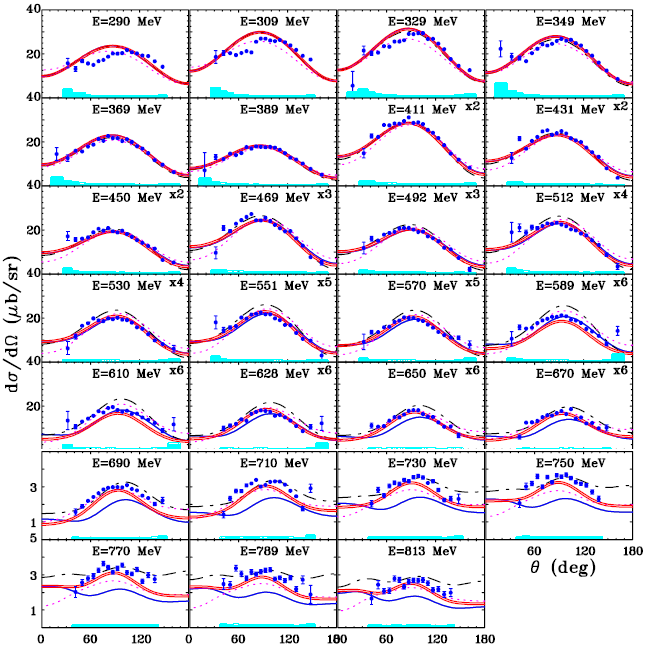 40 E=290 MeV E=309 MeV E=329 MeV E=349 MeV
20
40 E=369 MeV E=389 MeV E=411 MeV x2 E=431 MeV x2
20
40 E=450 MeV x2 E=469 MeV x3 E=492 MeV x3 E=512 MeV x4
20
40 E=530 MeV x4 E=551 MeV x5 E=570 MeV x5 E=589 MeV x6
20
40 E=610 MeV x6 E=628 MeV x6 E=650 MeV x6 E=670 MeV x6
20
E=690 MeV E=710 MeV E=730 MeV E=750 MeV
3
1
5 E=770 MeV E=789 MeV E=813 MeV
60 120 180
3
θ (deg)
1
0 60 120 180 60 120 180 60 120 180
dσ/dΩ (μb/sr)